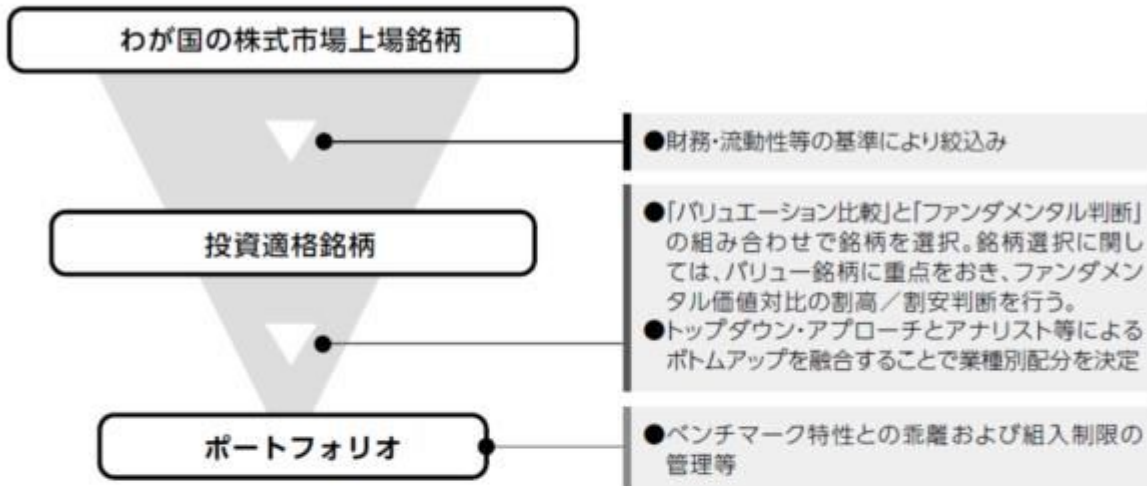 わが国の株式市場上場銘柄
●財務・流動性等の基準により絞込み
投資適格銘柄
●「バリュエーション比較」と「ファンダメンタル判断」
の組み合わせで銘柄を選択。銘柄選択に関し
ては、バリュー銘柄に重点をおき、ファンダメン
タル価値対比の割高／割安判断を行う。
●トップダウン・アプローチとアナリスト等による
ボトムアップを融合することで業種別配分を決定
ポートフォリオ
●ベンチマーク特性との乖離および組入制限の
管理等